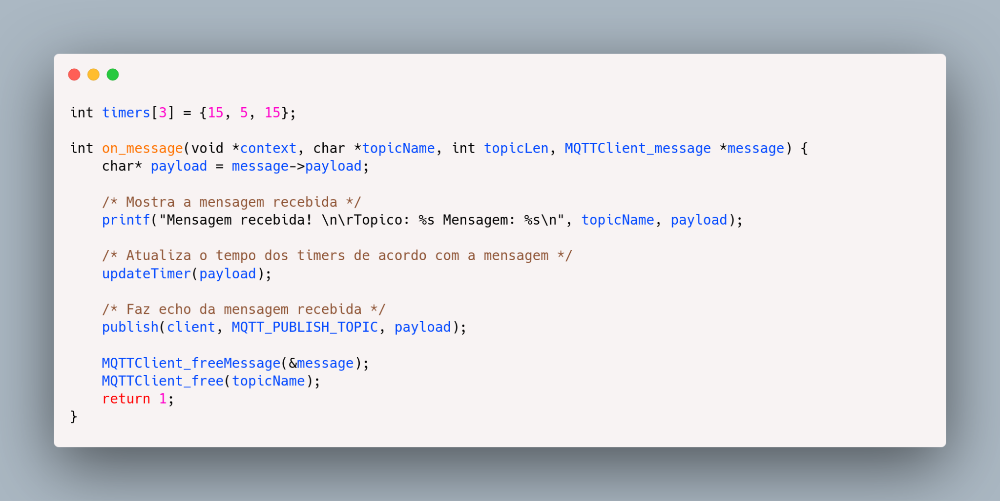 int timers[3] = {15, 5, 15};
int on_message(void *context, char *topicName, int topicLen, MQTTClient_message *message) {
char* payload = message->payload;
/* Mostra a mensagem recebida */
printf("Mensagem recebida! \n\rTopico: %s Mensagem: %s\n", topicName, payload);
/* Atualiza o tempo dos timers de acordo com a mensagem */
updateTimer(payload);
/* Faz echo da mensagem recebida */
publish(client, MQTT_PUBLISH_TOPIC, payload);
MQTTClient_freeMessage(&message);
MQTTClient_free(topicName);
return 1;
}